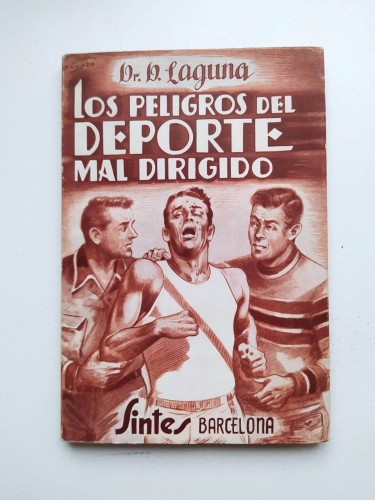 Dr. D. Laguna
LOS PELIGROS DEL
DEPORTE
MAL DIRIGIDO
Sintes BARCELONA